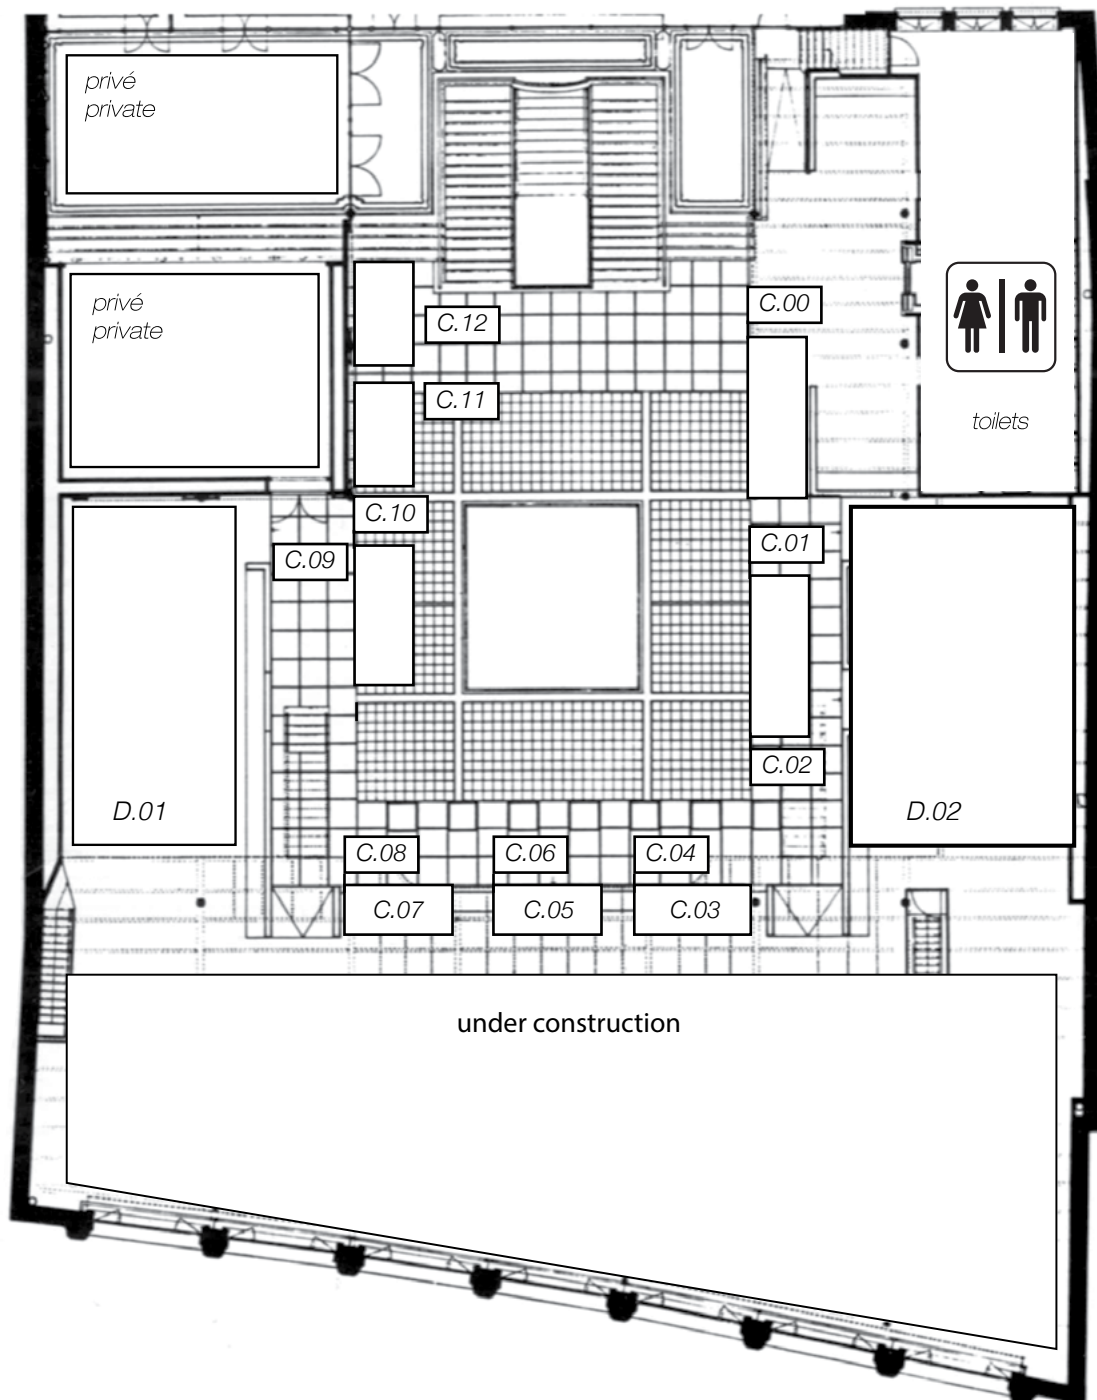 privé
private
privé
private
C.12
C.00
C.11
toilets
C.10
C.01
C.09
C.02
D.01
D.02
C.08
C.06
C.04
C.07
C.05
C.03
under construction